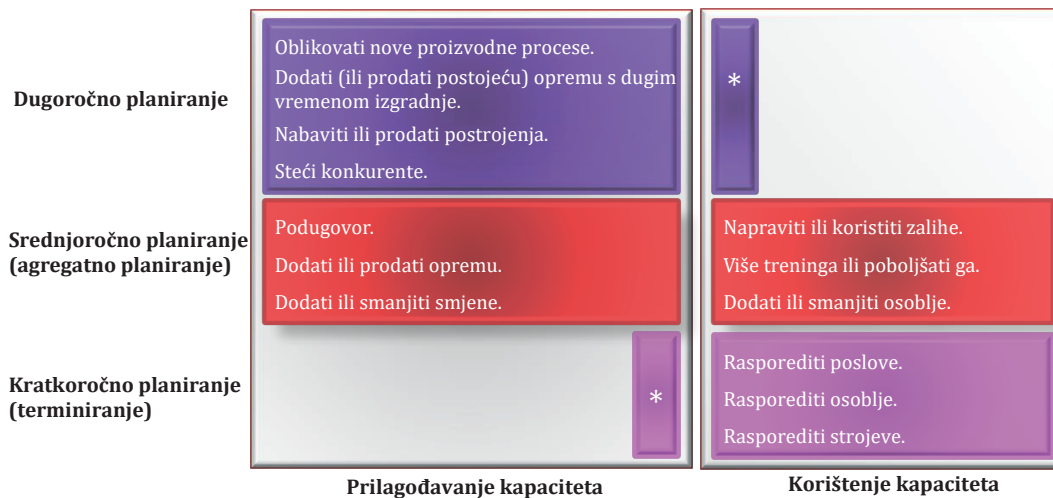 Dugoročno planiranje
Oblikovati nove proizvodne procese.
Dodati (ili prodati postojeću) opremu s dugim
vremenom izgradnje.
Nabaviti ili prodati postrojenja.
Steći konkurente.
*
Srednjoročno planiranje
(agregatno planiranje)
Podugovor.
Dodati ili prodati opremu.
Dodati ili smanjiti smjene.
Napraviti ili koristiti zalihe.
Više treninga ili poboljšati ga.
Dodati ili smanjiti osoblje.
Kratkoročno planiranje
(terminiranje)
*
Rasporediti poslove.
Rasporediti osoblje.
Rasporediti strojeve.
Prilagođavanje kapaciteta
Korištenje kapaciteta